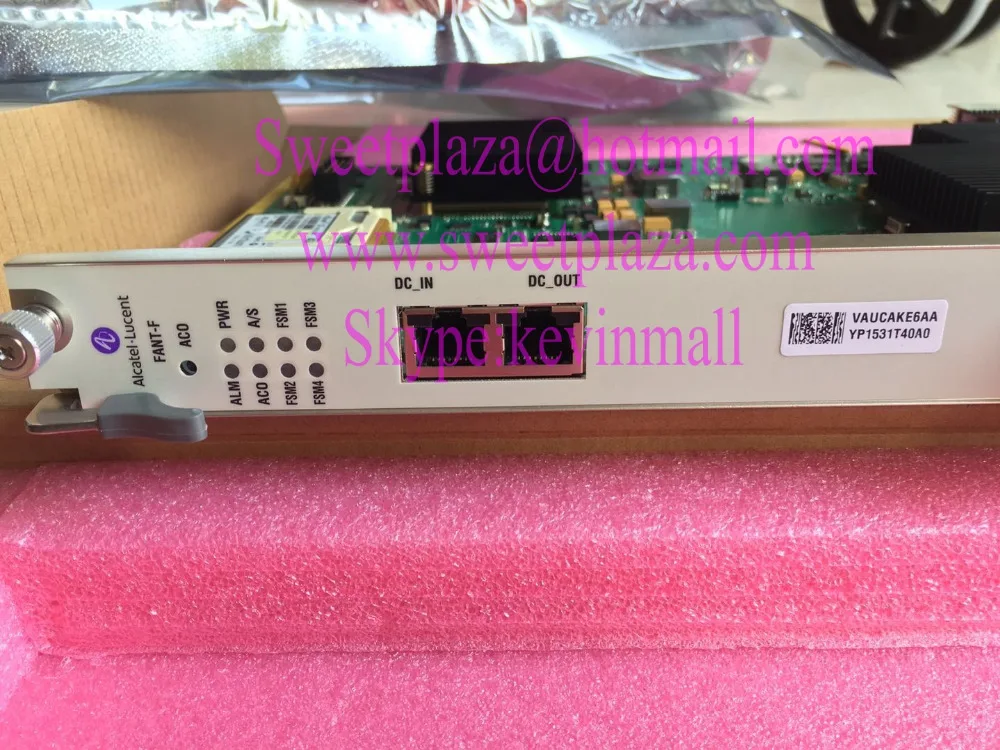 Sweetplaza@hotmail.com
www.sweetplaza.com
Skype:kevinmall
Alcatel·Lucent
FANT-F
ACO
PWR
A/S
FSM1
FSM3
ALM
ACO
FSM2
FSM4
DC_IN
DC_OUT
VAUCAKE6AA
YP1531T40A0